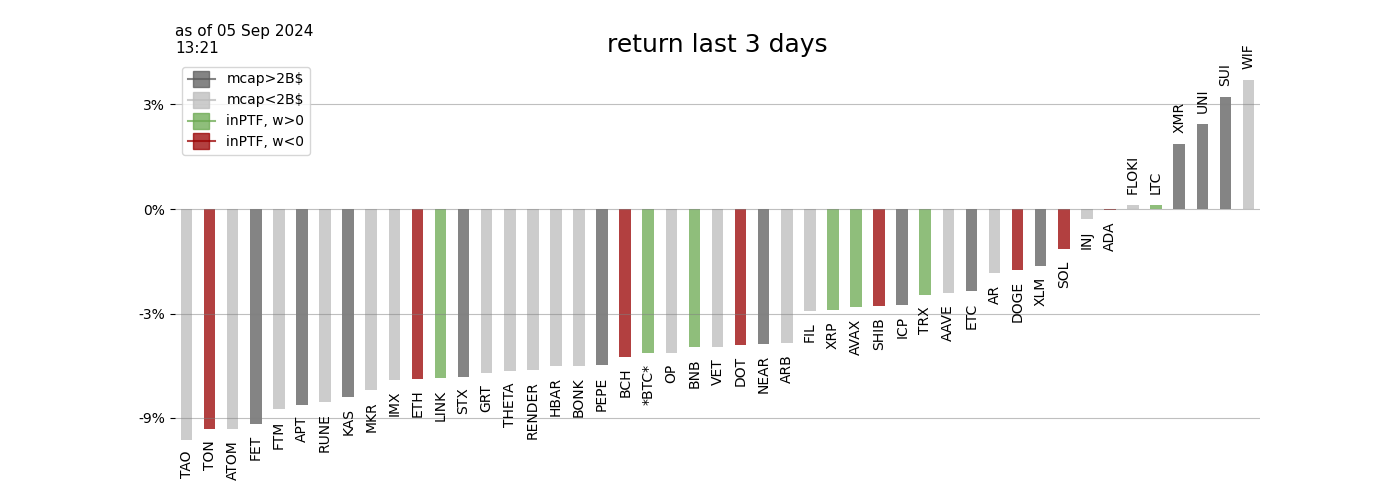 as of 05 Sep 2024
13:21
return last 3 days
mcap>2B$
mcap<2B$
inPTF, w>0
inPTF, w<0
3%
0%
-3%
-9%
TAO
TON
ATOM
FET
FTM
APT
RUNE
KAS
MKR
IMX
ETH
LINK
STX
GRT
THETA
RENDER
HBAR
BONK
PEPE
BCH
*BTC*
OP
BNB
VET
DOT
NEAR
ARB
FIL
XRP
AVAX
SHIB
ICP
TRX
AAVE
ETC
AR
DOGE
XLM
SOL
INJ
ADA
FLOKI
LTC
XMR
UNI
SUI
WIF